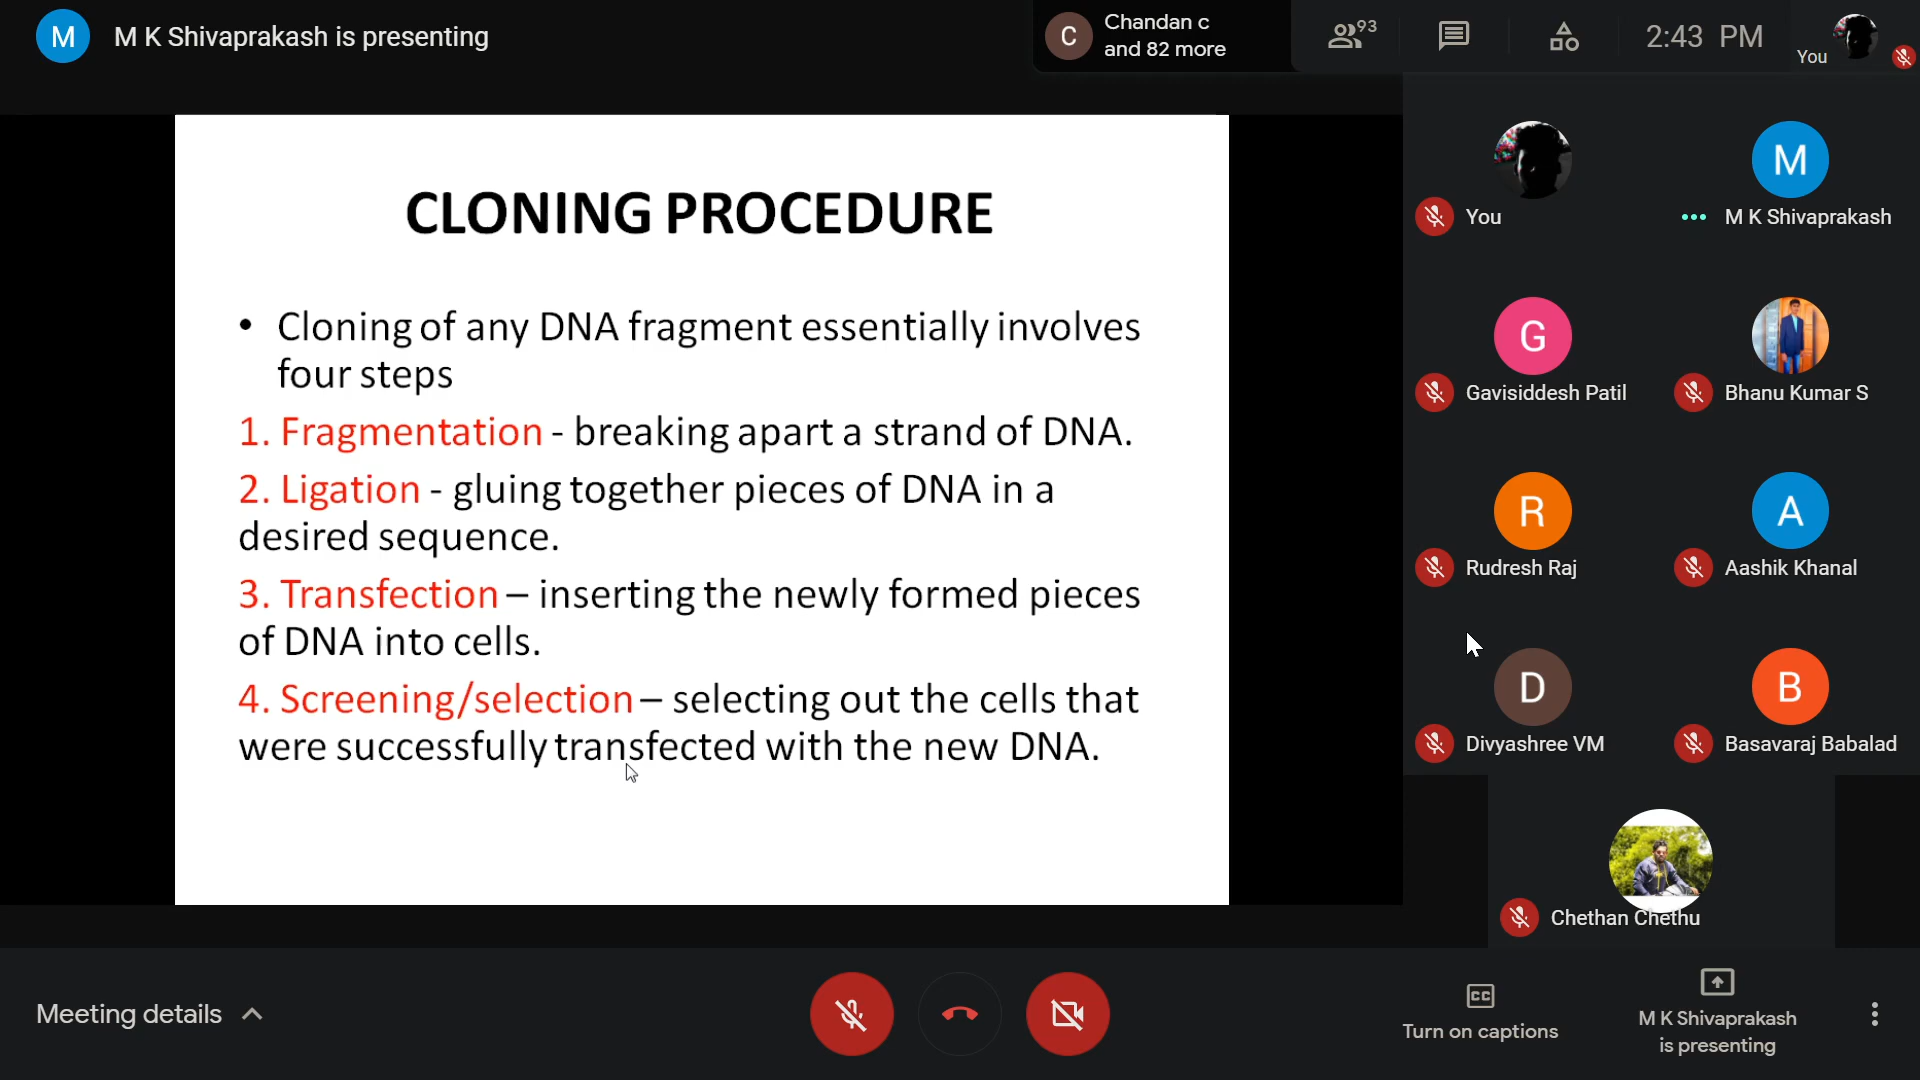 M
M K Shivaprakash is presenting
C
Chandan c
and 82 more
93
2:43 PM
You
CLONING PROCEDURE
• Cloning of any DNA fragment essentially involves
four steps
1. Fragmentation - breaking apart a strand of DNA.
2. Ligation - gluing together pieces of DNA in a
desired sequence.
3. Transfection – inserting the newly formed pieces
of DNA into cells.
4. Screening/selection – selecting out the cells that
were successfully transfected with the new DNA.
You
M
M K Shivaprakash
G
Gavisiddesh Patil
Bhanu Kumar S
R
Rudresh Raj
A
Aashik Khanal
D
Divyashree VM
B
Basavaraj Babalad
Chethan Chethu
Meeting details
CC
Turn on captions
M K Shivaprakash
is presenting